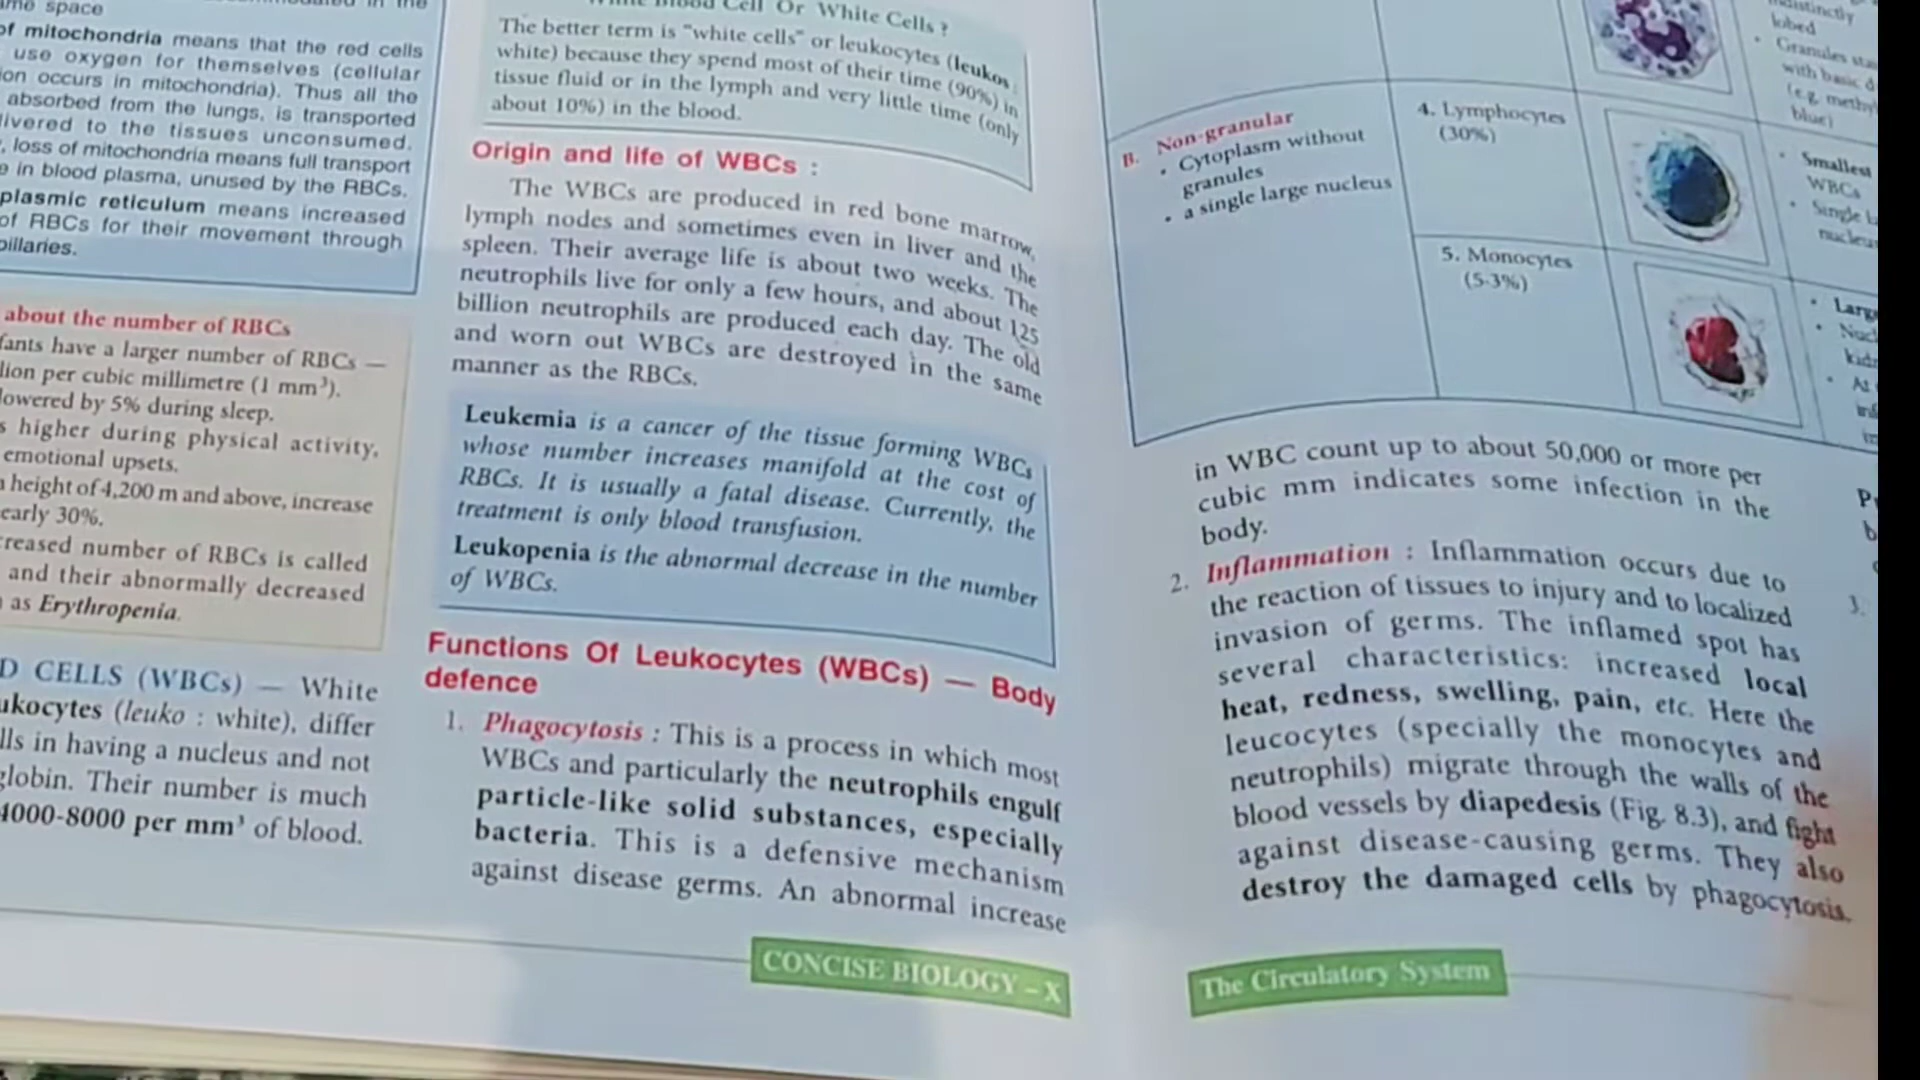 of mitochondria means that the red cells
use oxygen for themselves (cellular
occurs in mitochondria). Thus all the
absorbed from the lungs, is transported
to the tissues unconsumed.
loss of mitochondria means full transport
in blood plasma, unused by the RBCs.
reticulum means increased
of RBCs for their movement through
about the number of RBCs
have a larger number of RBCs —
per cubic millimetre (1 mm³).
by 5% during sleep.
higher during physical activity,
emotional upsets.
height of 4,200 m and above, increase
30%.
number of RBCs is called
and their abnormally decreased
as Erythropenia.
CELLS (WBCs) — White
(leuko : white), differ
in having a nucleus and not
Their number is much
4000-8000 per mm³ of blood.
Cell Or White Cells ?
The better term is "white cells" or leukocytes (leukos :
white) because they spend most of their time (90%) in
tissue fluid or in the lymph and very little time (only
about 10%) in the blood.
Origin and life of WBCs :
The WBCs are produced in red bone marrow,
lymph nodes and sometimes even in liver and the
spleen. Their average life is about two weeks. The
neutrophils live for only a few hours, and about 125
billion neutrophils are produced each day. The old
and worn out WBCs are destroyed in the same
manner as the RBCs.
Leukemia is a cancer of the tissue forming WBCs
whose number increases manifold at the cost of
RBCs. It is usually a fatal disease. Currently, the
treatment is only blood transfusion.
Leukopenia is the abnormal decrease in the number
of WBCs.
Functions Of Leukocytes (WBCs) — Body
defence
1. Phagocytosis : This is a process in which most
WBCs and particularly the neutrophils engulf
particle-like solid substances, especially
bacteria. This is a defensive mechanism
against disease germs. An abnormal increase
CONCISE BIOLOGY – X
lobed
Granules
with basic
(e.g.
blue)
B. Non-granular
• Cytoplasm without
granules
• a single large nucleus
4. Lymphocytes
(30%)
• Smallest
WBCs
• Single
5. Monocytes
(5·3%)
• At
in WBC count up to about 50,000 or more per
cubic mm indicates some infection in the
body.
2. Inflammation : Inflammation occurs due to
the reaction of tissues to injury and to localized
invasion of germs. The inflamed spot has
several characteristics: increased local
heat, redness, swelling, pain, etc. Here the
leucocytes (specially the monocytes and
neutrophils) migrate through the walls of the
blood vessels by diapedesis (Fig. 8.3), and fight
against disease-causing germs. They also
destroy the damaged cells by phagocytosis.
3.
The Circulatory System